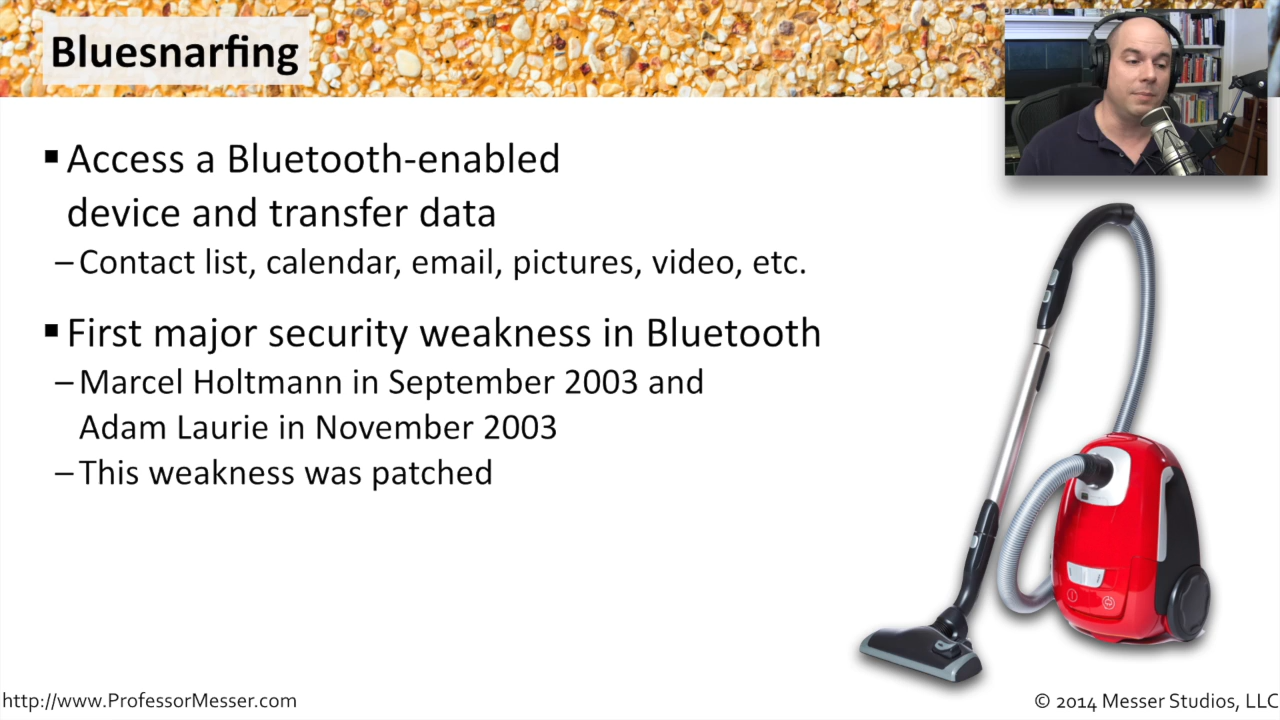 Bluesnarfing
▪ Access a Bluetooth-enabled
device and transfer data
– Contact list, calendar, email, pictures, video, etc.
▪ First major security weakness in Bluetooth
– Marcel Holtmann in September 2003 and
Adam Laurie in November 2003
– This weakness was patched
http://www.ProfessorMesser.com
© 2014 Messer Studios, LLC